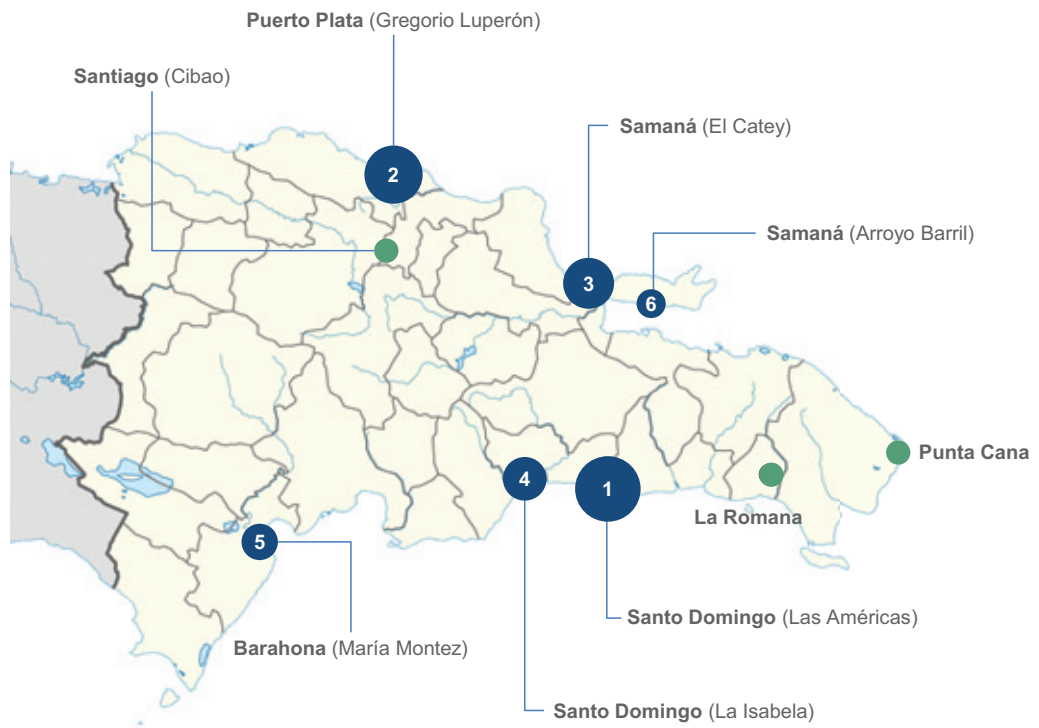 Puerto Plata (Gregorio Luperón)
Santiago (Cibao)
Samaná (El Catey)
2
Samaná (Arroyo Barril)
3
6
Punta Cana
4
1
La Romana
5
Santo Domingo (Las Américas)
Barahona (María Montez)
Santo Domingo (La Isabela)